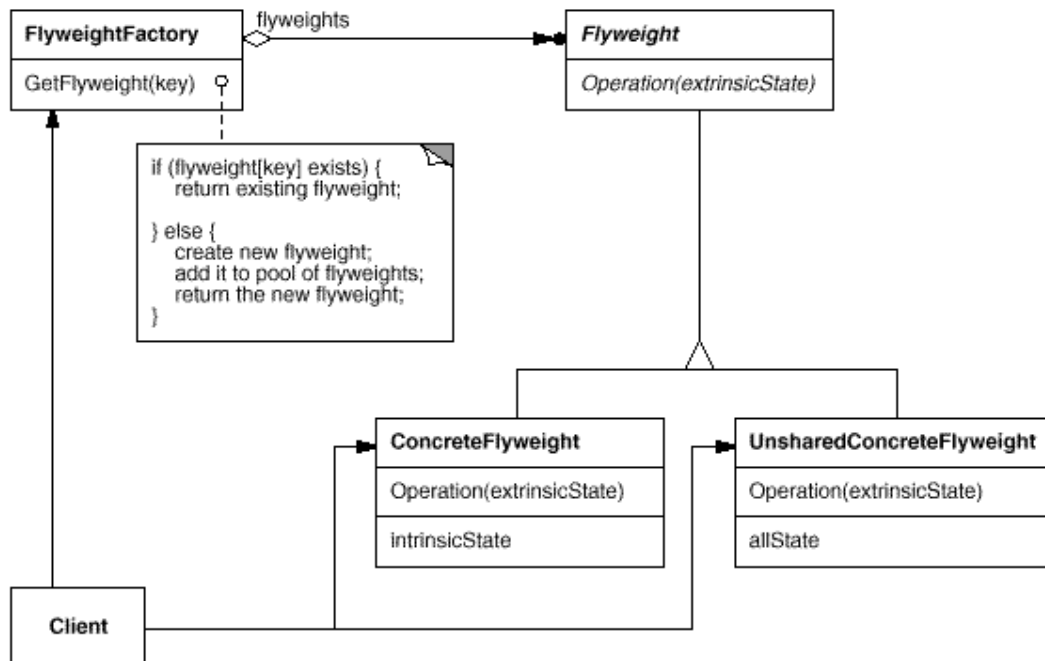 flyweights
FlyweightFactory
GetFlyweight(key)
Flyweight
Operation(extrinsicState)
if (flyweight[key] exists) {
return existing flyweight;
} else {
create new flyweight;
add it to pool of flyweights;
return the new flyweight;
}
ConcreteFlyweight
Operation(extrinsicState)
intrinsicState
UnsharedConcreteFlyweight
Operation(extrinsicState)
allState
Client